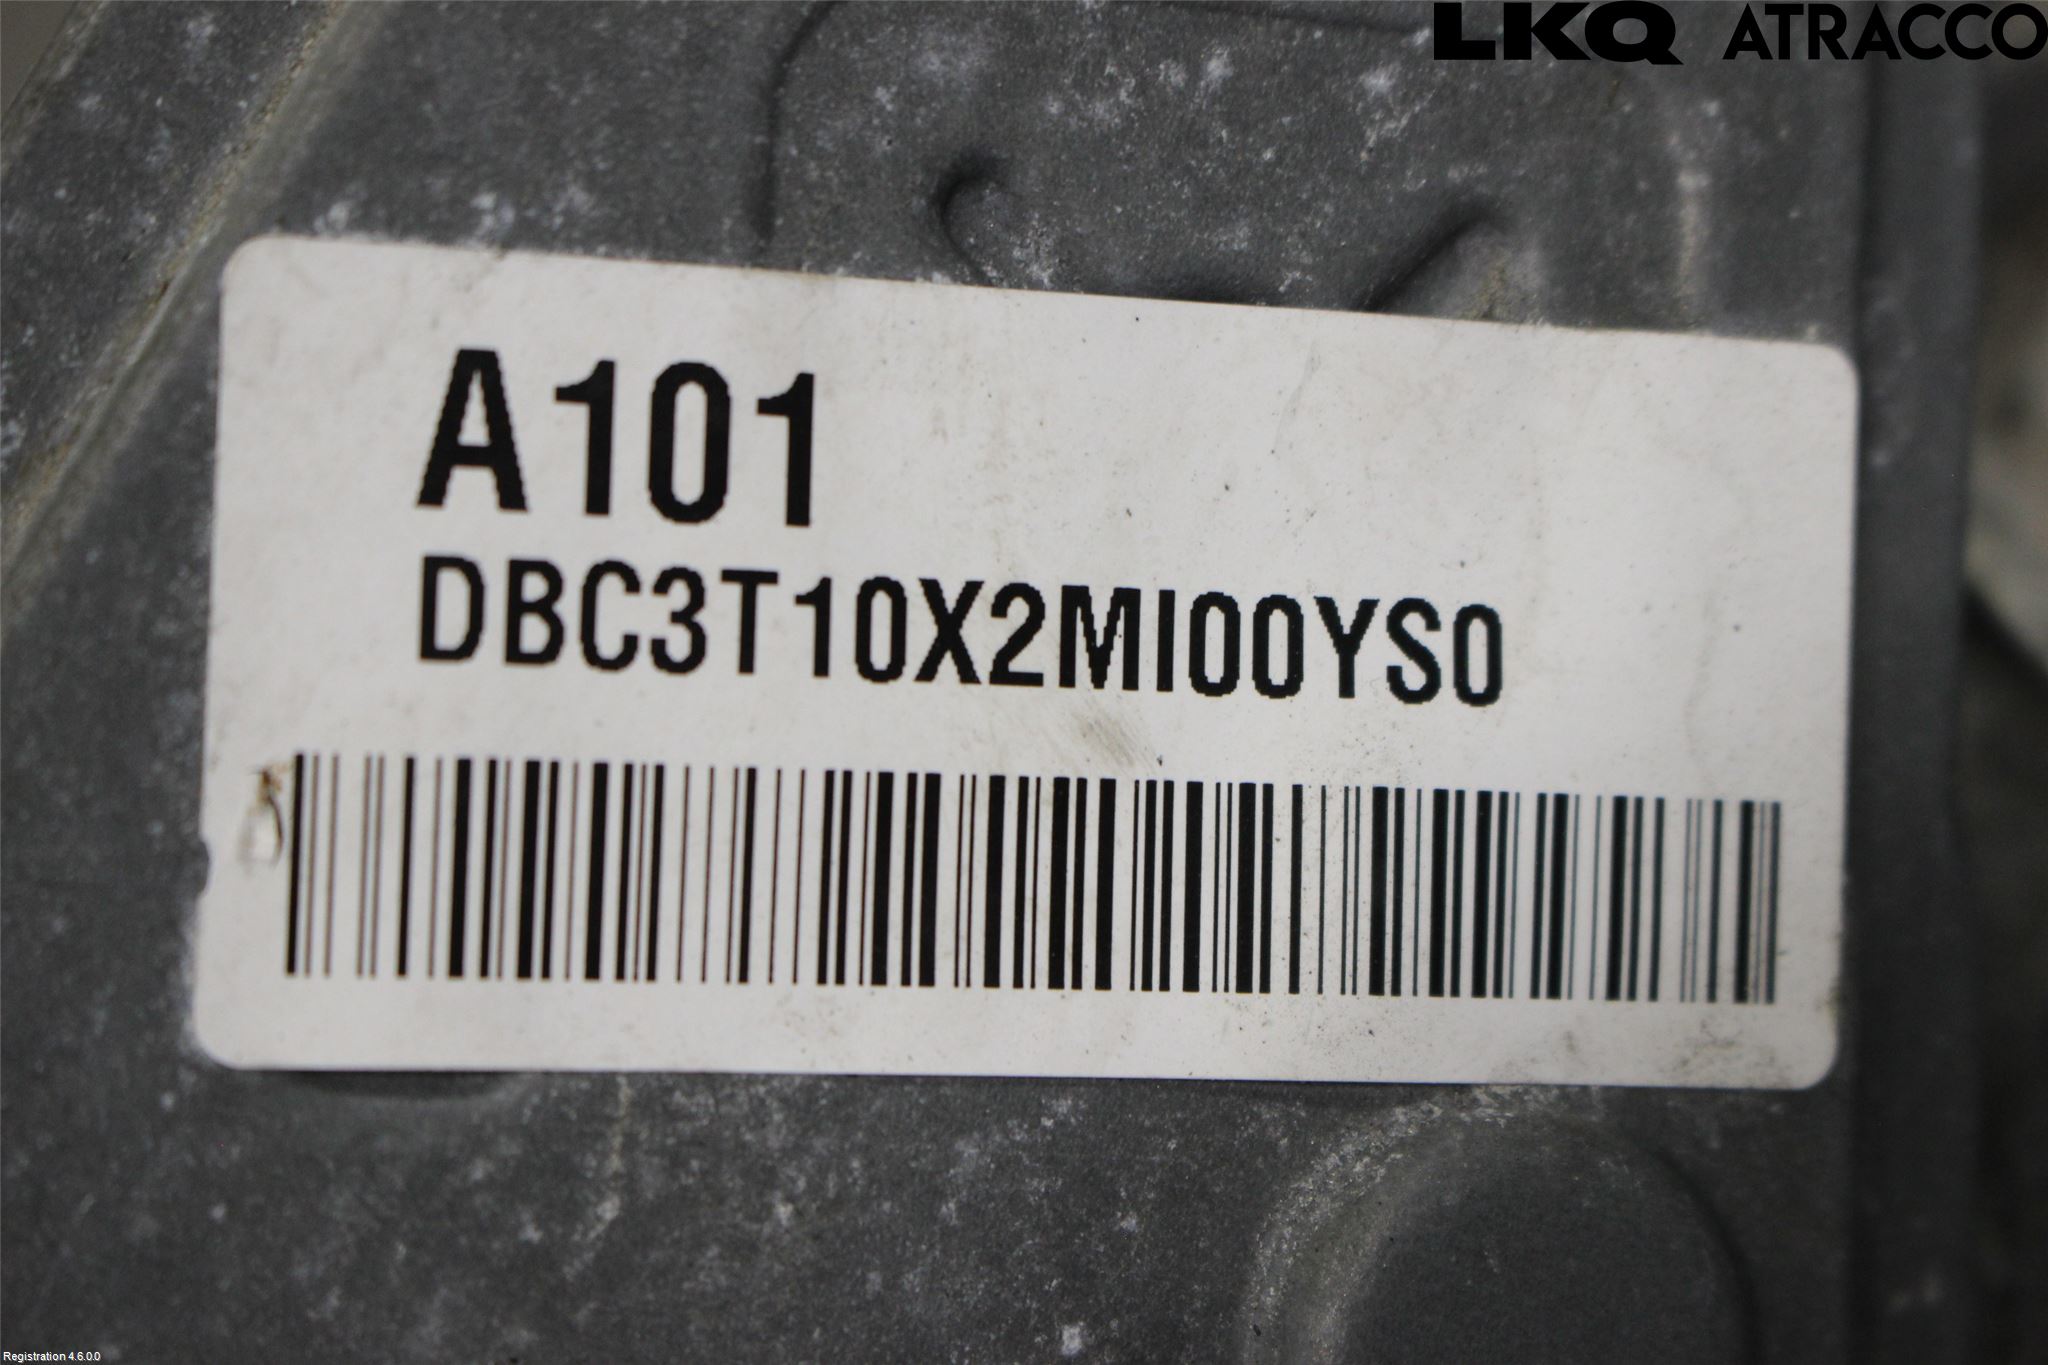 LKQ ATRACCO
A101
DBC3T10X2MI00YS0
Registration 4.6.0.0